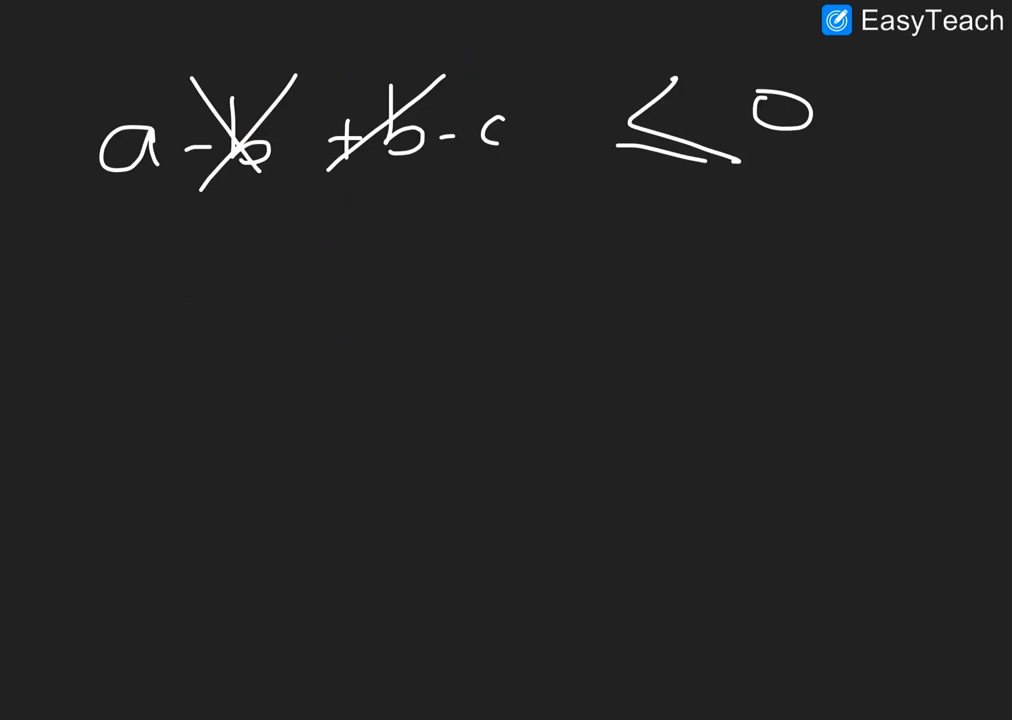 EasyTeach
a - b + b - c ≤ 0